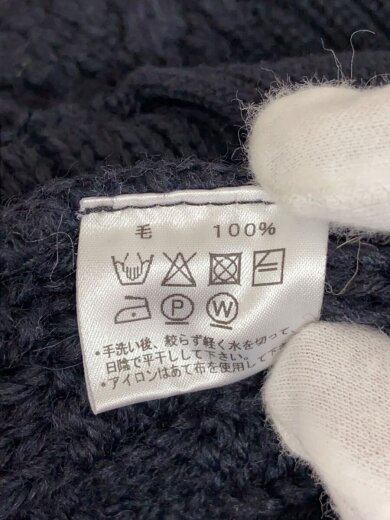 毛 100%
P W
・手洗い後、絞らず軽く水を切って、
日陰で平干しして下さい。
・アイロンはあて布を使用して下